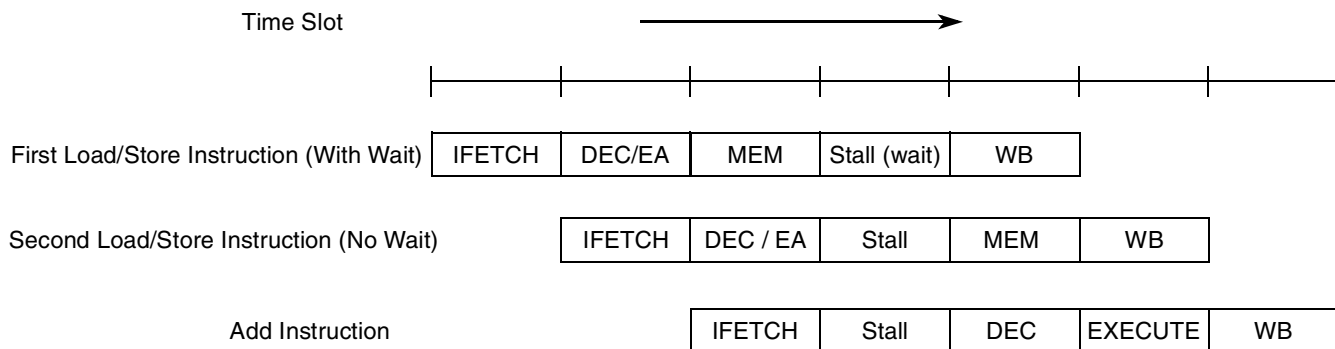 Time Slot
First Load/Store Instruction (With Wait) IFETCH DEC/EA MEM Stall (wait) WB
Second Load/Store Instruction (No Wait) IFETCH DEC / EA Stall MEM WB
Add Instruction IFETCH Stall DEC EXECUTE WB